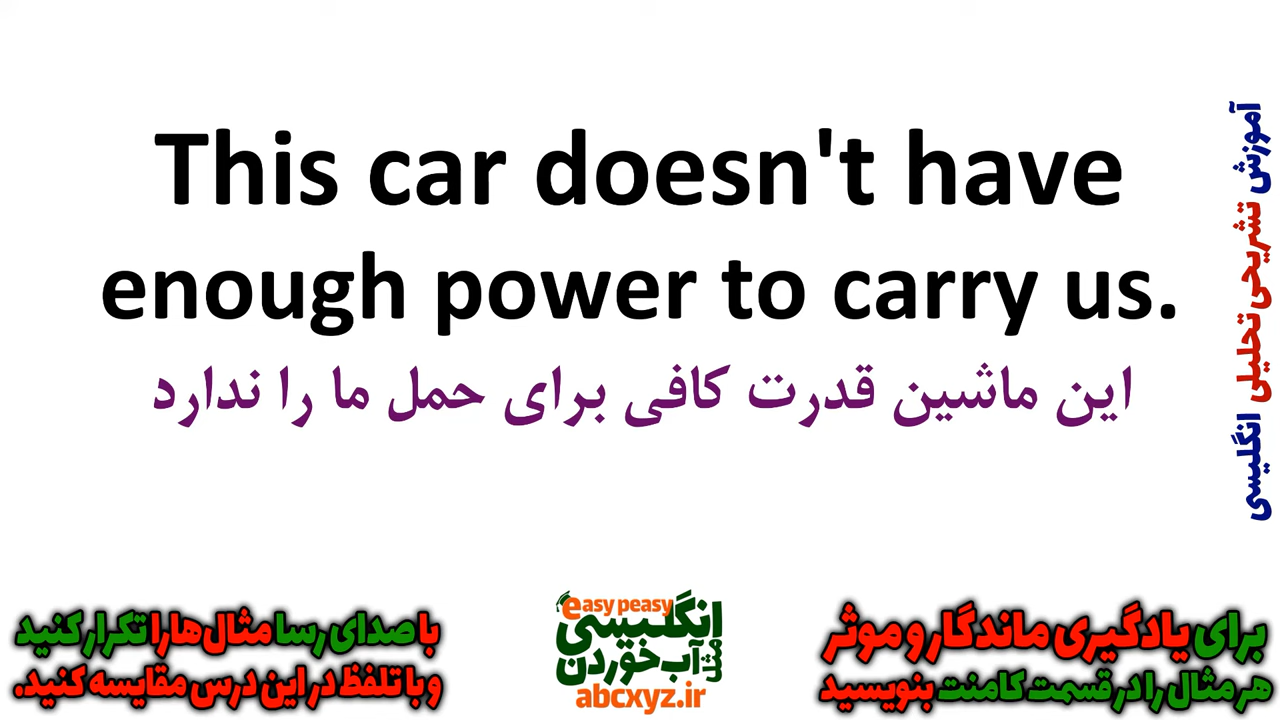 This car doesn't have
enough power to carry us.
این ماشین قدرت کافی برای حمل ما را ندارد
آموزش تشریحی تحلیلی انگلیسی
با صدای رسا مثال‌ها را تکرار کنید
و با تلفظ در این درس مقایسه کنید.
easy peasy
انگلیسی
مثل آب خوردن
abcxyz.ir
برای یادگیری ماندگار و موثر
هر مثال را در قسمت کامنت بنویسید